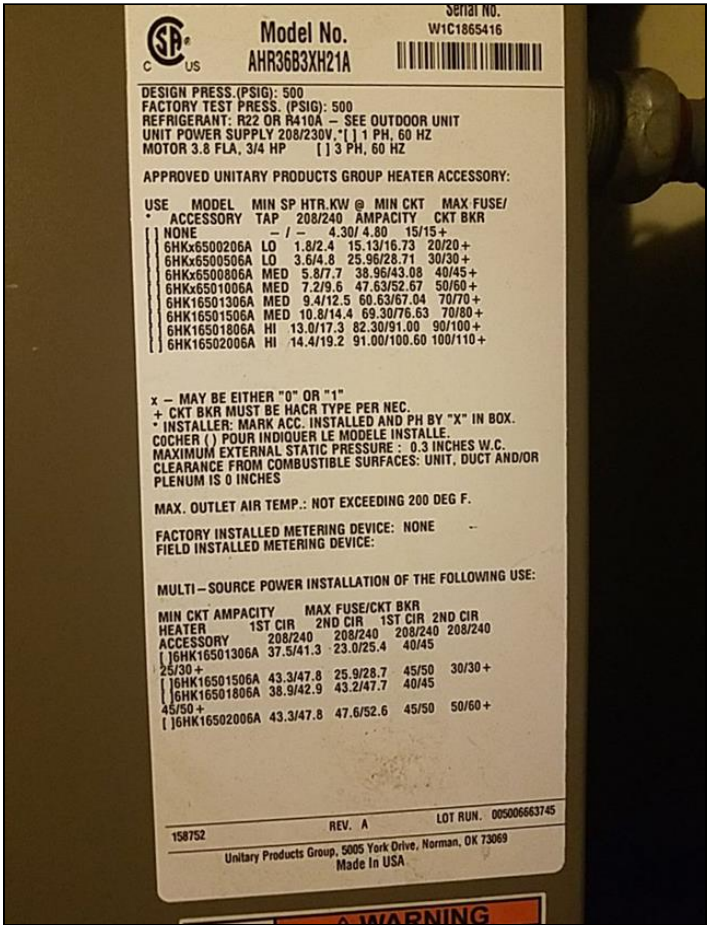 Serial No.
Model No.
W1C1865416
AHR36B3XH21A
SA
C US
DESIGN PRESS.(PSIG): 500
FACTORY TEST PRESS. (PSIG): 500
REFRIGERANT: R22 OR R410A – SEE OUTDOOR UNIT
UNIT POWER SUPPLY 208/230V,*[ ] 1 PH, 60 HZ
MOTOR 3.8 FLA, 3/4 HP [ ] 3 PH, 60 HZ
APPROVED UNITARY PRODUCTS GROUP HEATER ACCESSORY:
USE MODEL MIN SP HTR.KW @ MIN CKT MAX FUSE/
* ACCESSORY TAP 208/240 AMPACITY CKT BKR
[ ] NONE – / – 4.30/ 4.80 15/15+
[ ] 6HKx6500206A LO 1.8/2.4 15.13/16.73 20/20+
[ ] 6HKx6500506A LO 3.6/4.8 25.96/28.71 30/30+
[ ] 6HKx6500806A MED 5.8/7.7 38.96/43.08 40/45+
[ ] 6HKx6501006A MED 7.2/9.6 47.63/52.67 50/60+
[ ] 6HK16501306A MED 9.4/12.5 60.63/67.04 70/70+
[ ] 6HK16501506A MED 10.8/14.4 69.30/76.63 70/80+
[ ] 6HK16501806A HI 13.0/17.3 82.30/91.00 90/100+
[ ] 6HK16502006A HI 14.4/19.2 91.00/100.60 100/110+
x – MAY BE EITHER "0" OR "1"
+ CKT BKR MUST BE HACR TYPE PER NEC.
* INSTALLER: MARK ACC. INSTALLED AND PH BY "X" IN BOX.
COCHER () POUR INDIQUER LE MODELE INSTALLE.
MAXIMUM EXTERNAL STATIC PRESSURE : 0.3 INCHES W.C.
CLEARANCE FROM COMBUSTIBLE SURFACES: UNIT, DUCT AND/OR
PLENUM IS 0 INCHES
MAX. OUTLET AIR TEMP.: NOT EXCEEDING 200 DEG F.
FACTORY INSTALLED METERING DEVICE: NONE
FIELD INSTALLED METERING DEVICE:
MULTI–SOURCE POWER INSTALLATION OF THE FOLLOWING USE:
MIN CKT AMPACITY MAX FUSE/CKT BKR
HEATER 1ST CIR 2ND CIR 1ST CIR 2ND CIR
ACCESSORY 208/240 208/240 208/240 208/240
[ ]6HK16501306A 37.5/41.3 23.0/25.4 40/45
25/30+
[ ]6HK16501506A 43.3/47.8 25.9/28.7 45/50 30/30+
[ ]6HK16501806A 38.9/42.9 43.2/47.7 40/45
45/50+
[ ]6HK16502006A 43.3/47.8 47.6/52.6 45/50 50/60+
158752 REV. A LOT RUN. 005006663745
Unitary Products Group, 5005 York Drive, Norman, OK 73069
Made In USA
WARNING